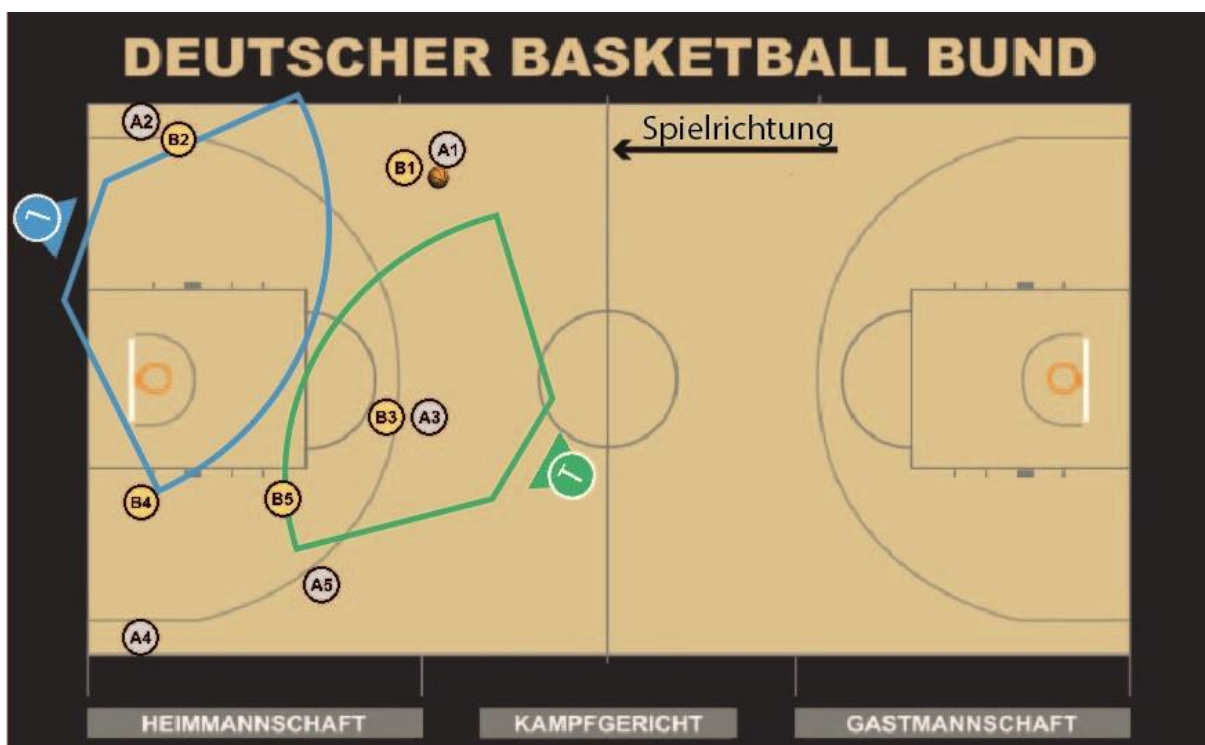 DEUTSCHER BASKETBALL BUND
Spielrichtung
A2
B2
A1
B1
B3
A3
B4
B5
T
A5
A4
HEIMMANNSCHAFT
KAMPFGERICHT
GASTMANNSCHAFT